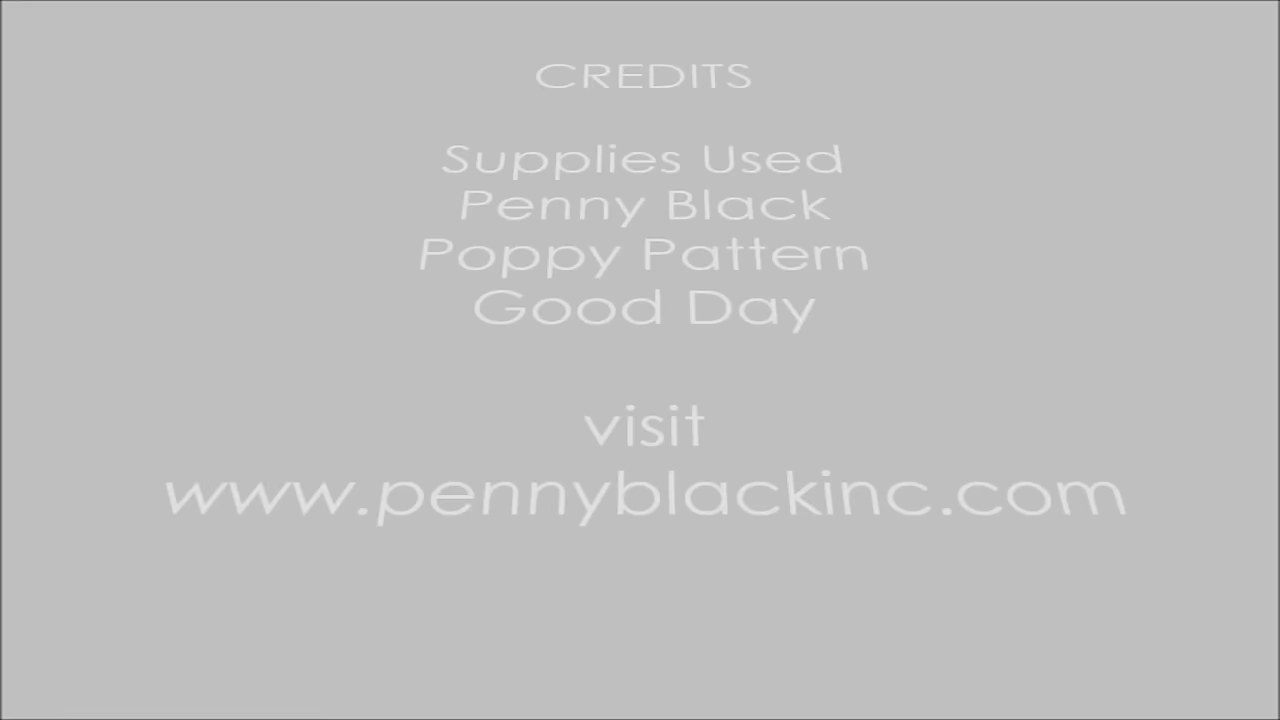 CREDITS
Supplies Used
Penny Black
Poppy Pattern
Good Day
visit
www.pennyblackinc.com